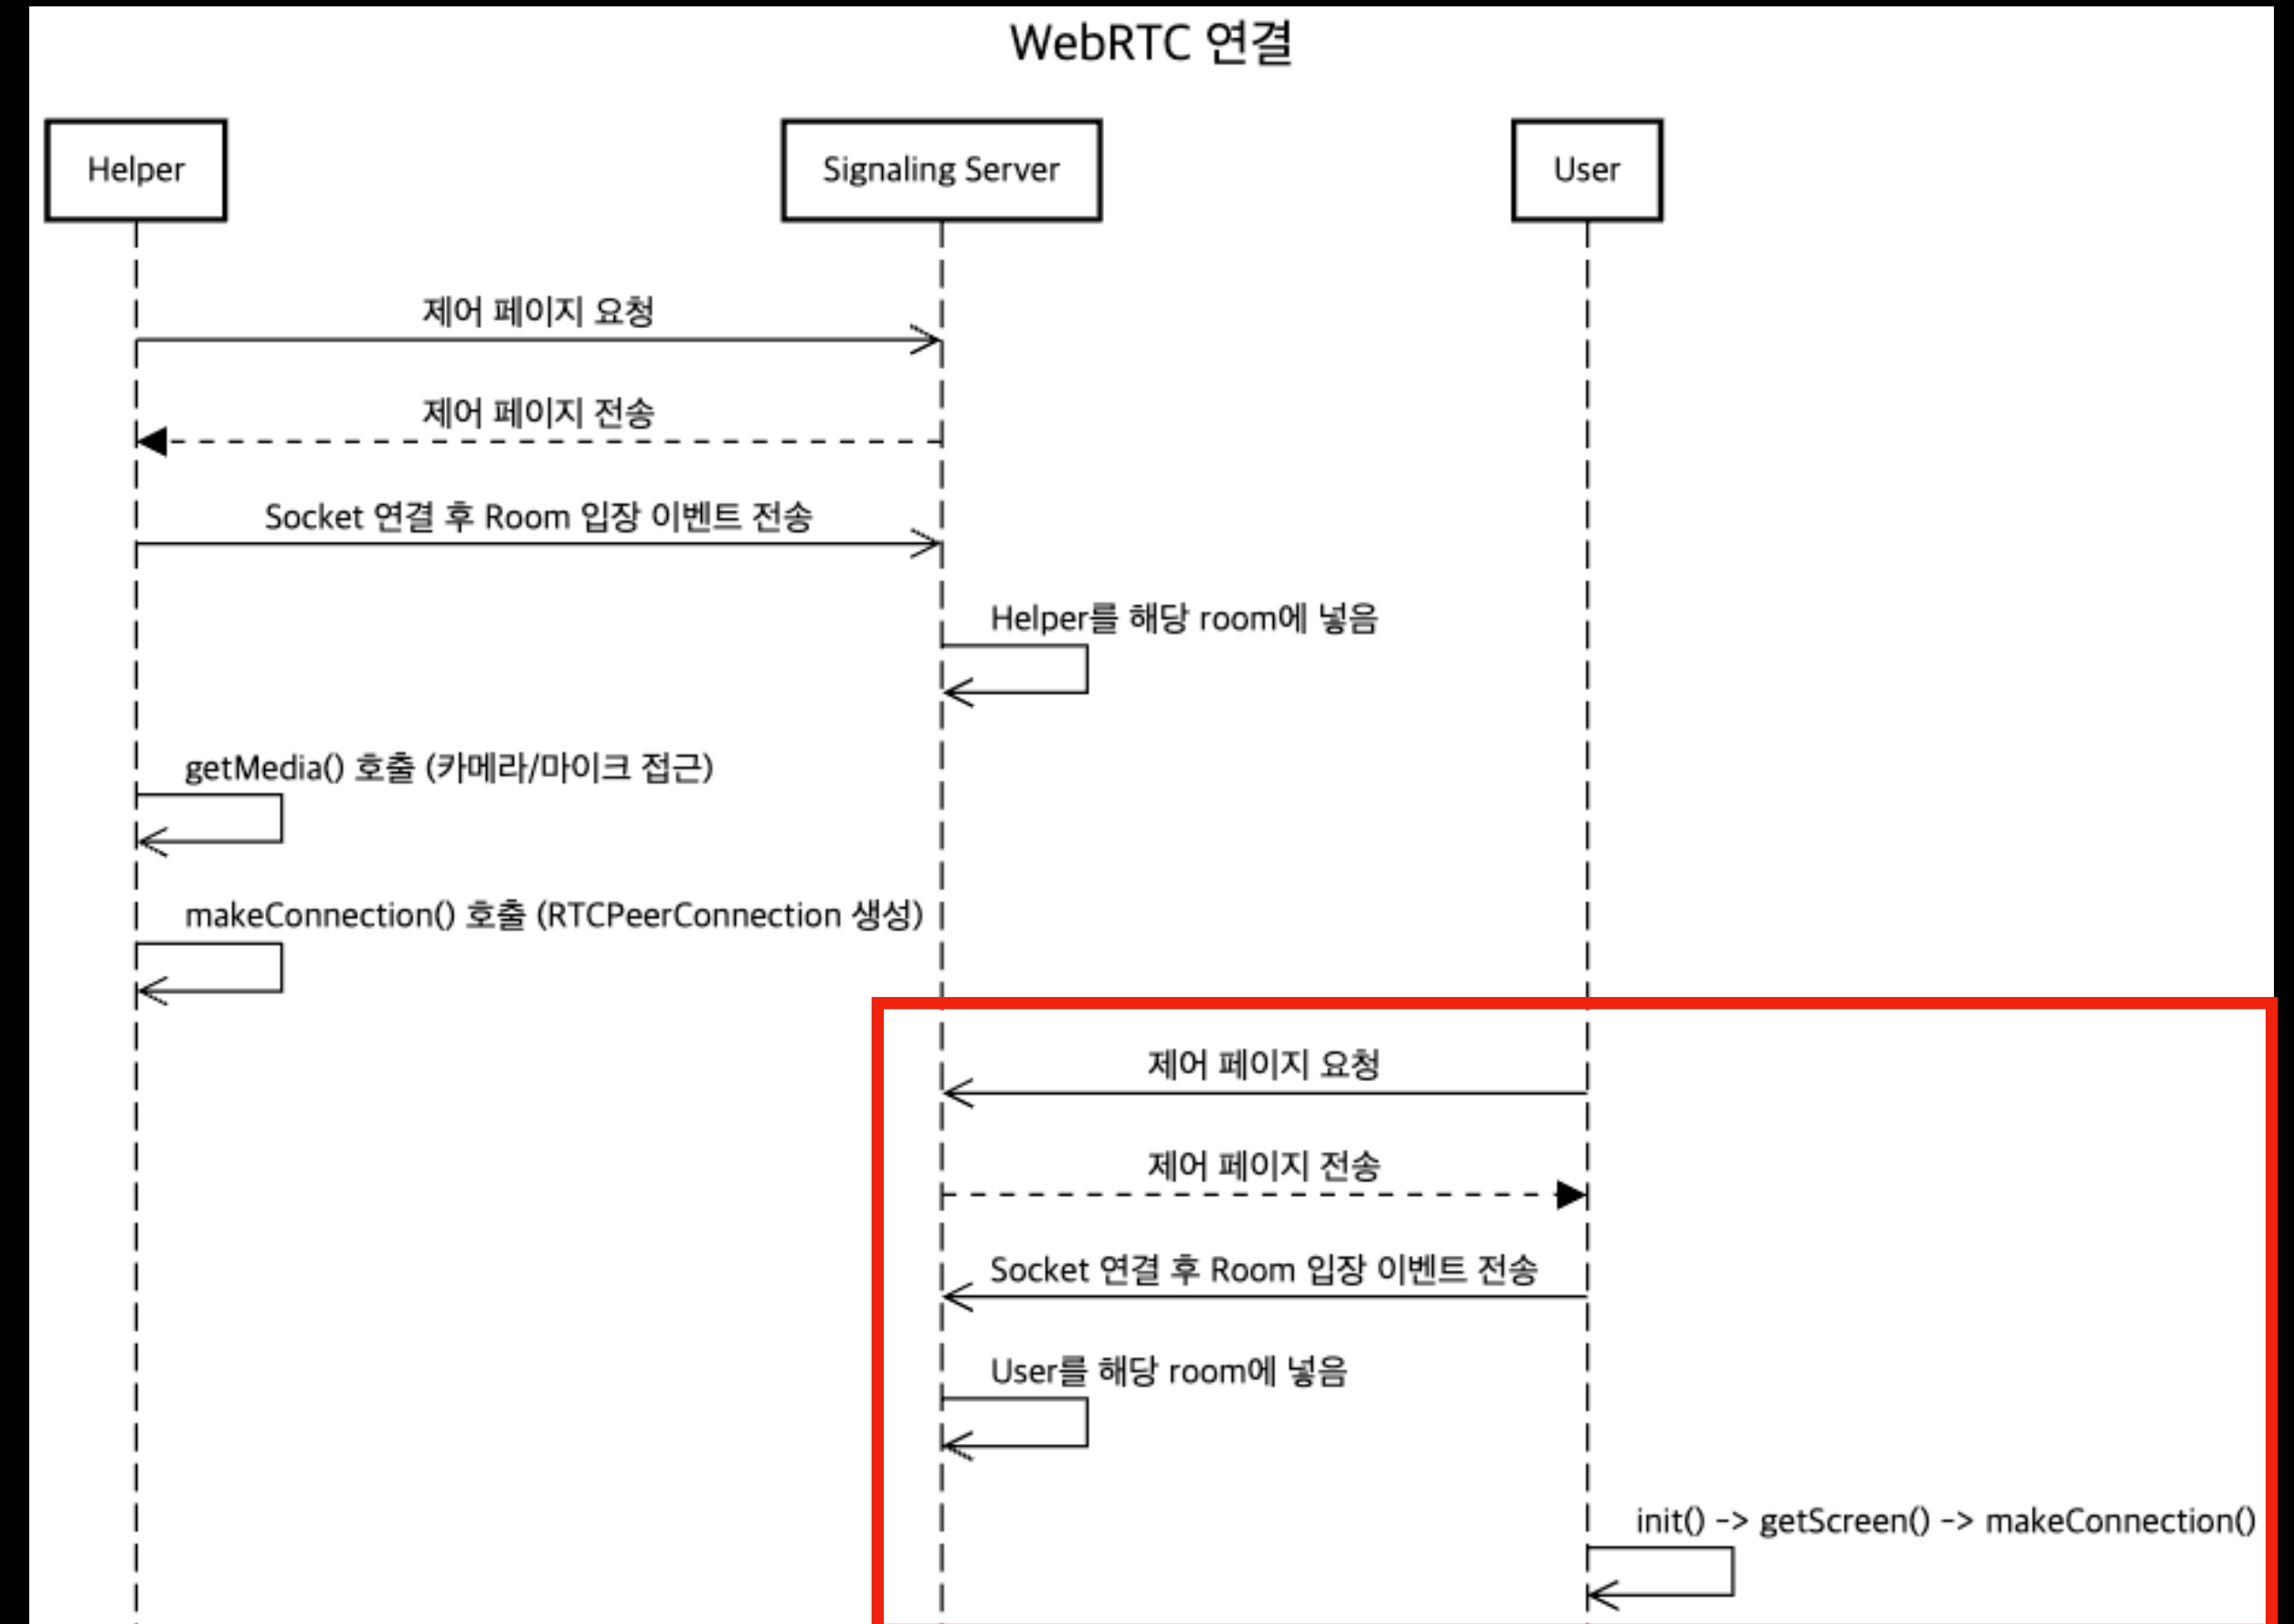 WebRTC 연결
Helper
Signaling Server
User
제어 페이지 요청
제어 페이지 전송
Socket 연결 후 Room 입장 이벤트 전송
Helper를 해당 room에 넣음
getMedia() 호출 (카메라/마이크 접근)
makeConnection() 호출 (RTCPeerConnection 생성)
제어 페이지 요청
제어 페이지 전송
Socket 연결 후 Room 입장 이벤트 전송
User를 해당 room에 넣음
init() -> getScreen() -> makeConnection()